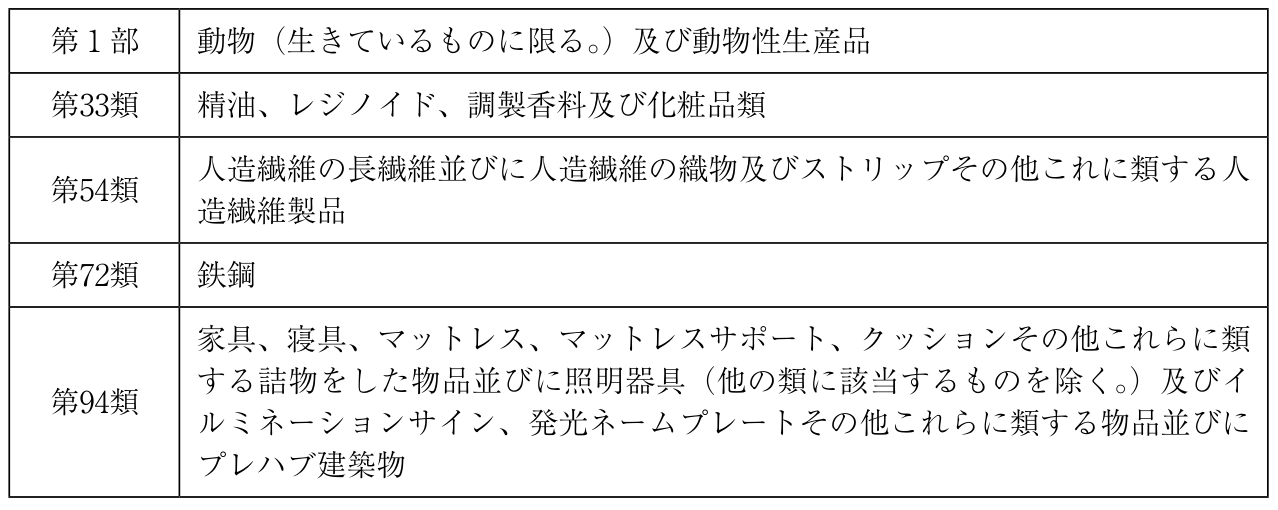 第１部
動物（生きているものに限る。）及び動物性生産品
第33類
精油、レジノイド、調製香料及び化粧品類
第54類
人造繊維の長繊維並びに人造繊維の織物及びストリップその他これに類する人
造繊維製品
第72類
鉄鋼
第94類
家具、寝具、マットレス、マットレスサポート、クッションその他これらに類
する詰物をした物品並びに照明器具（他の類に該当するものを除く。）及びイ
ルミネーションサイン、発光ネームプレートその他これらに類する物品並びに
プレハブ建築物